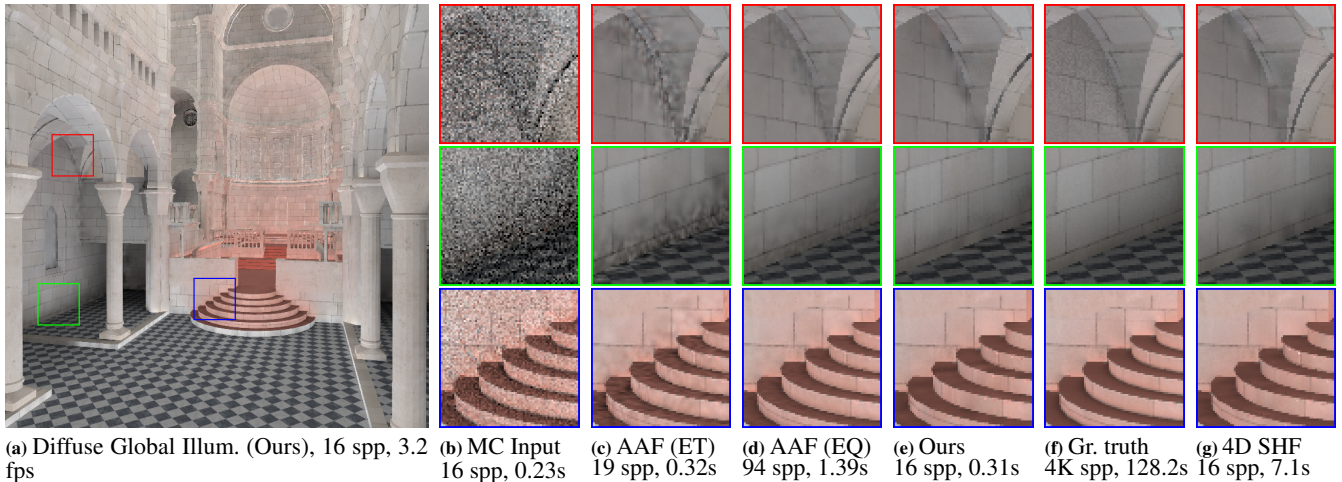 (a) Diffuse Global Illum. (Ours), 16 spp, 3.2
fps
(b) MC Input
16 spp, 0.23s
(c) AAF (ET)
19 spp, 0.32s
(d) AAF (EQ)
94 spp, 1.39s
(e) Ours
16 spp, 0.31s
(f) Gr. truth
4K spp, 128.2s
(g) 4D SHF
16 spp, 7.1s